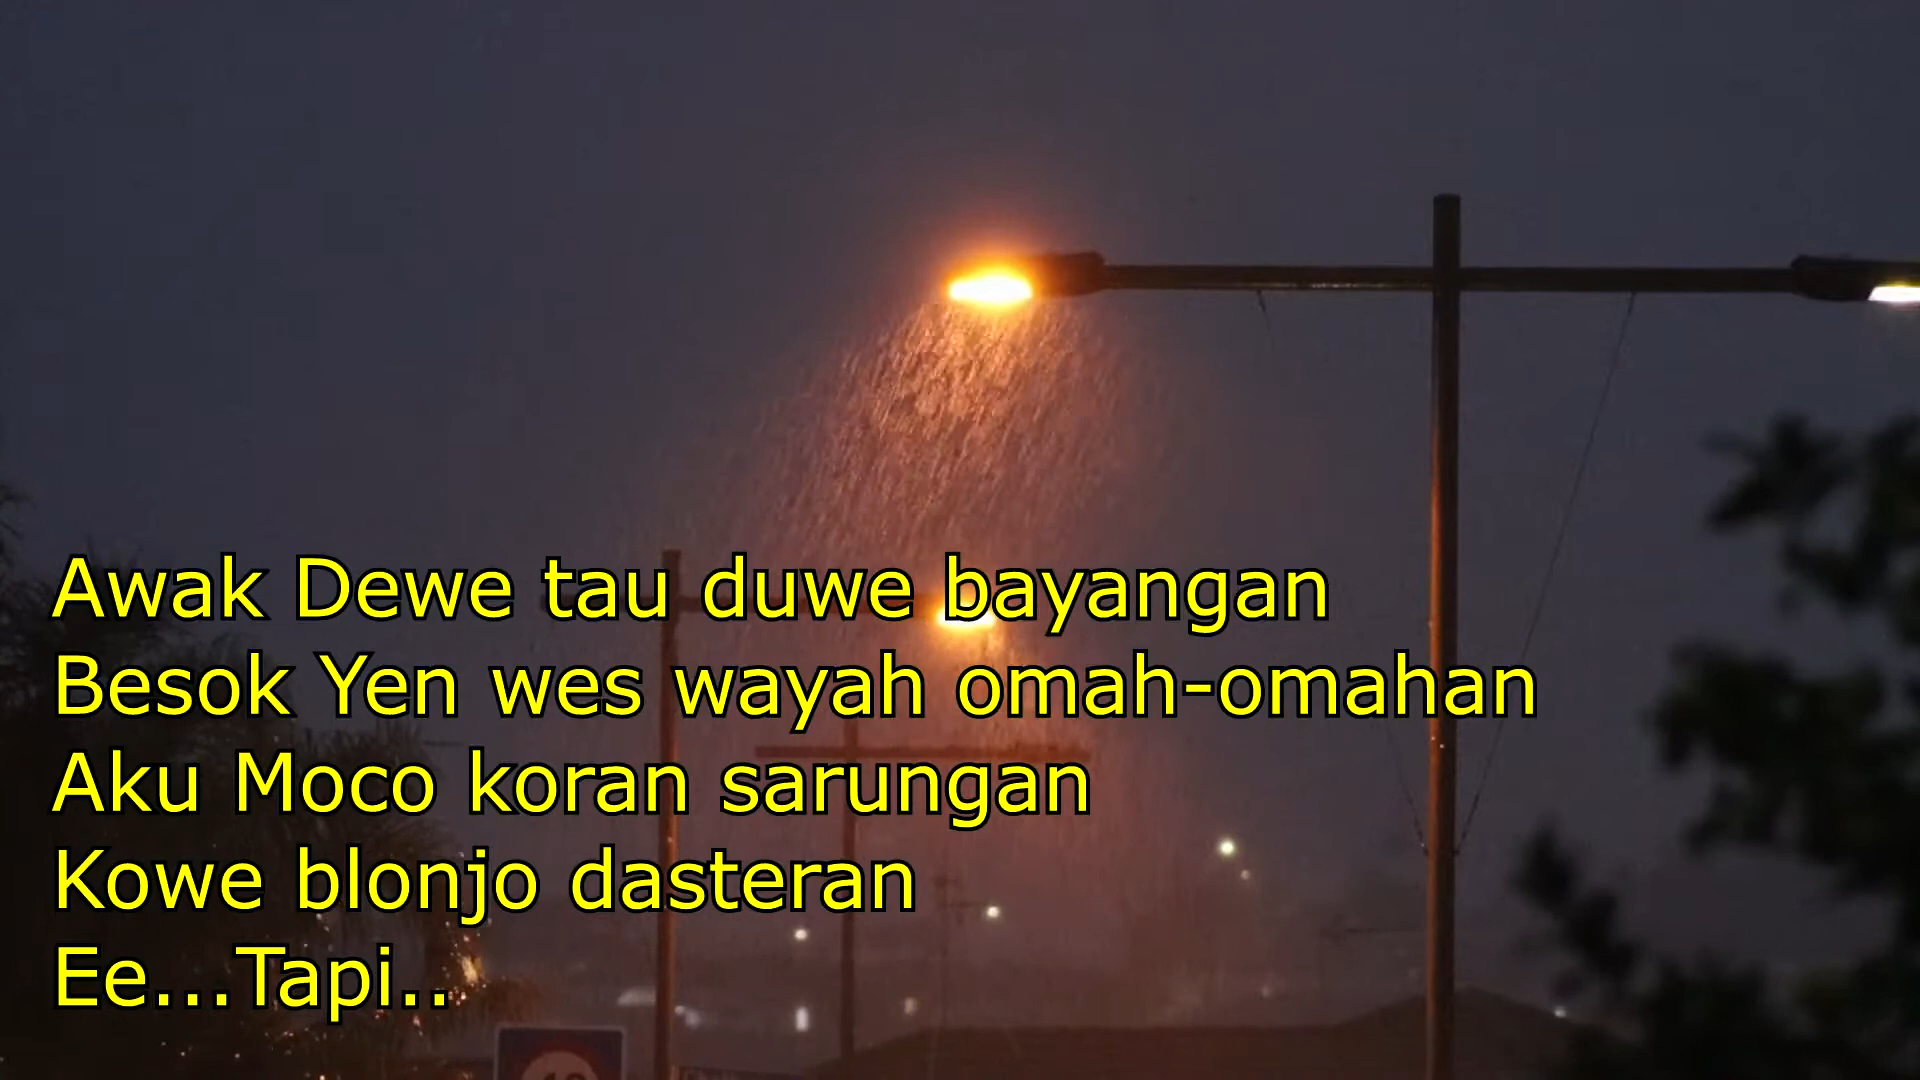 Awak Dewe tau duwe bayangan
Besok Yen wes wayah omah-omahan
Aku Moco koran sarungan
Kowe blonjo dasteran
Ee...Tapi..